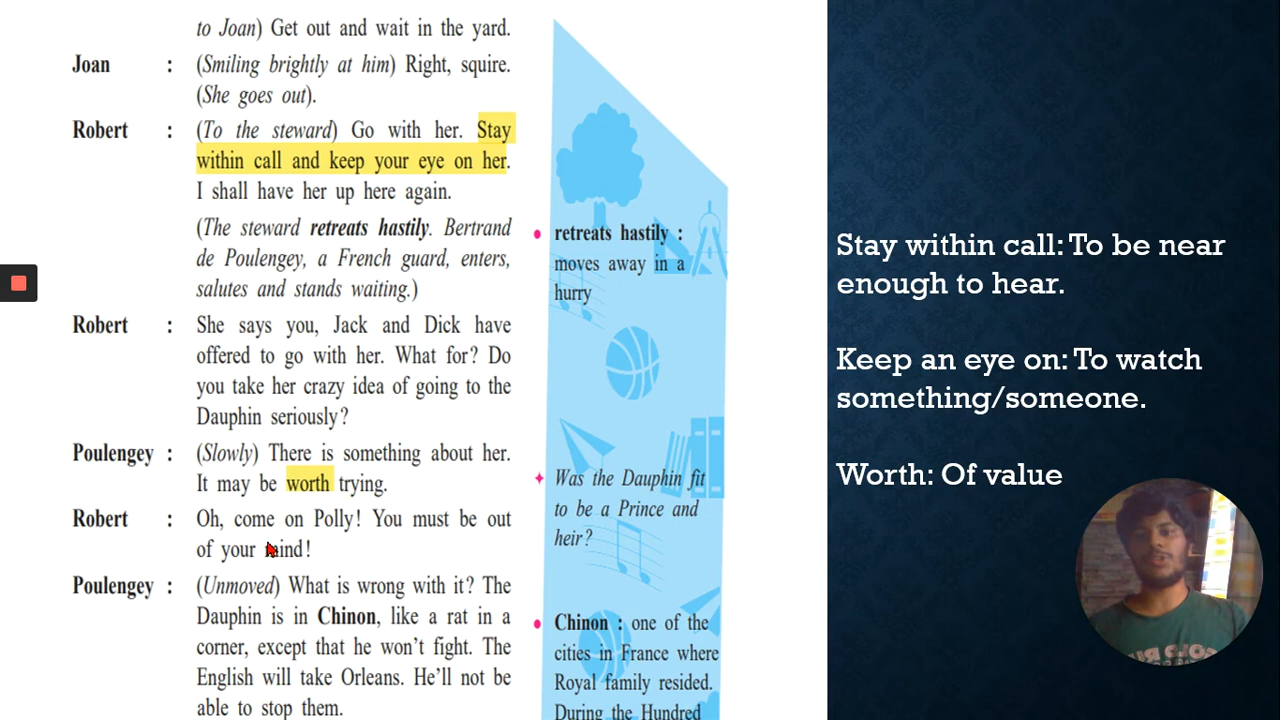 to Joan) Get out and wait in the yard.
Joan : (Smiling brightly at him) Right, squire.
(She goes out).
Robert : (To the steward) Go with her. Stay
within call and keep your eye on her.
I shall have her up here again.
(The steward retreats hastily. Bertrand
de Poulengey, a French guard, enters,
salutes and stands waiting.)
Robert : She says you, Jack and Dick have
offered to go with her. What for? Do
you take her crazy idea of going to the
Dauphin seriously?
Poulengey : (Slowly) There is something about her.
It may be worth trying.
Robert : Oh, come on Polly! You must be out
of your mind!
Poulengey : (Unmoved) What is wrong with it? The
Dauphin is in Chinon, like a rat in a
corner, except that he won't fight. The
English will take Orleans. He'll not be
able to stop them.
retreats hastily :
moves away in a
hurry
Was the Dauphin fit
to be a Prince and
heir?
Chinon : one of the
cities in France where
Royal family resided.
During the Hundred
Stay within call: To be near
enough to hear.
Keep an eye on: To watch
something/someone.
Worth: Of value